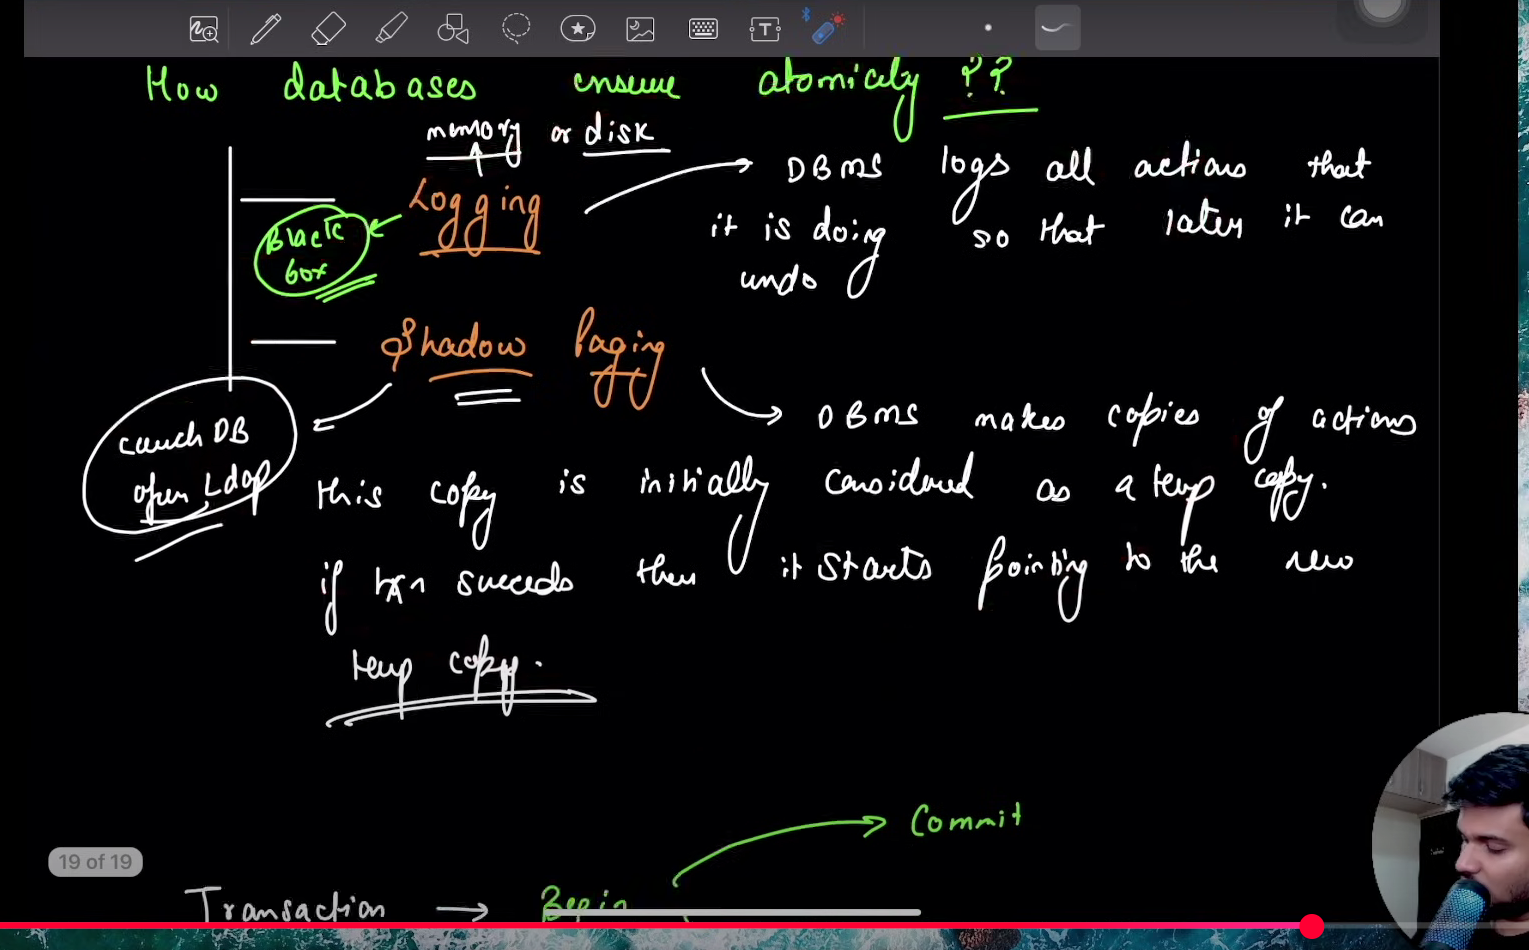 How databases ensure atomicity ??
memory or disk
Logging
Black
box
DBMS logs all actions that
it is doing so that later it can
undo
Shadow Paging
couch DB
open Ldap
DBMS makes copies of actions
this copy is initially considered as a temp copy.
if txn succeeds then it starts pointing to the new
temp copy.
Commit
19 of 19
Transaction → Begin